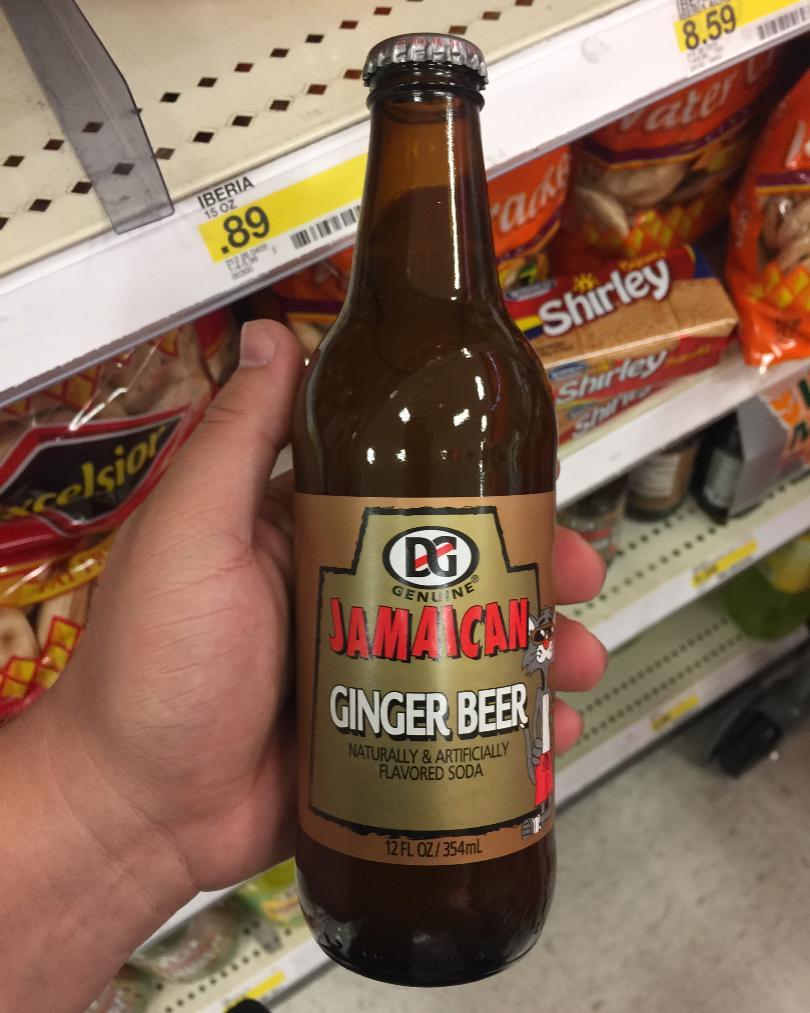 8.59
IBERIA
15 OZ
.89
Shirley
Shirley
Excelsior
DG
GENUINE®
JAMAICAN
GINGER BEER
NATURALLY & ARTIFICIALLY
FLAVORED SODA
12 FL OZ/354mL